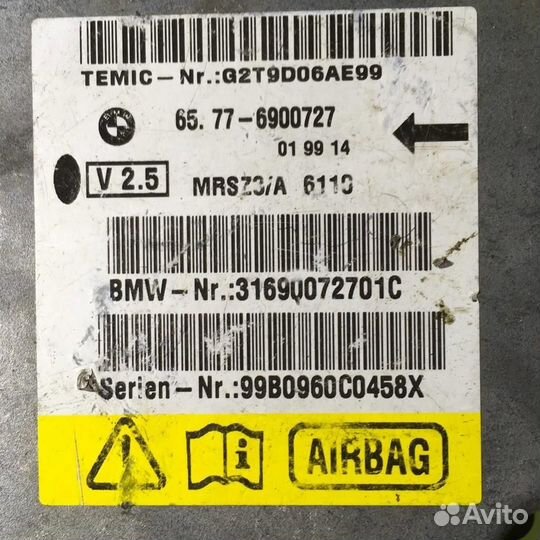 TEMIC-Nr.:G2T9D06AE99
BMW
65. 77-6900727
01 99 14
V 2.5
MRSZ3/A 6110
BMW-Nr.:31690072701C
Serien-Nr.:99B0960C0458X
i
AIRBAG
Avito